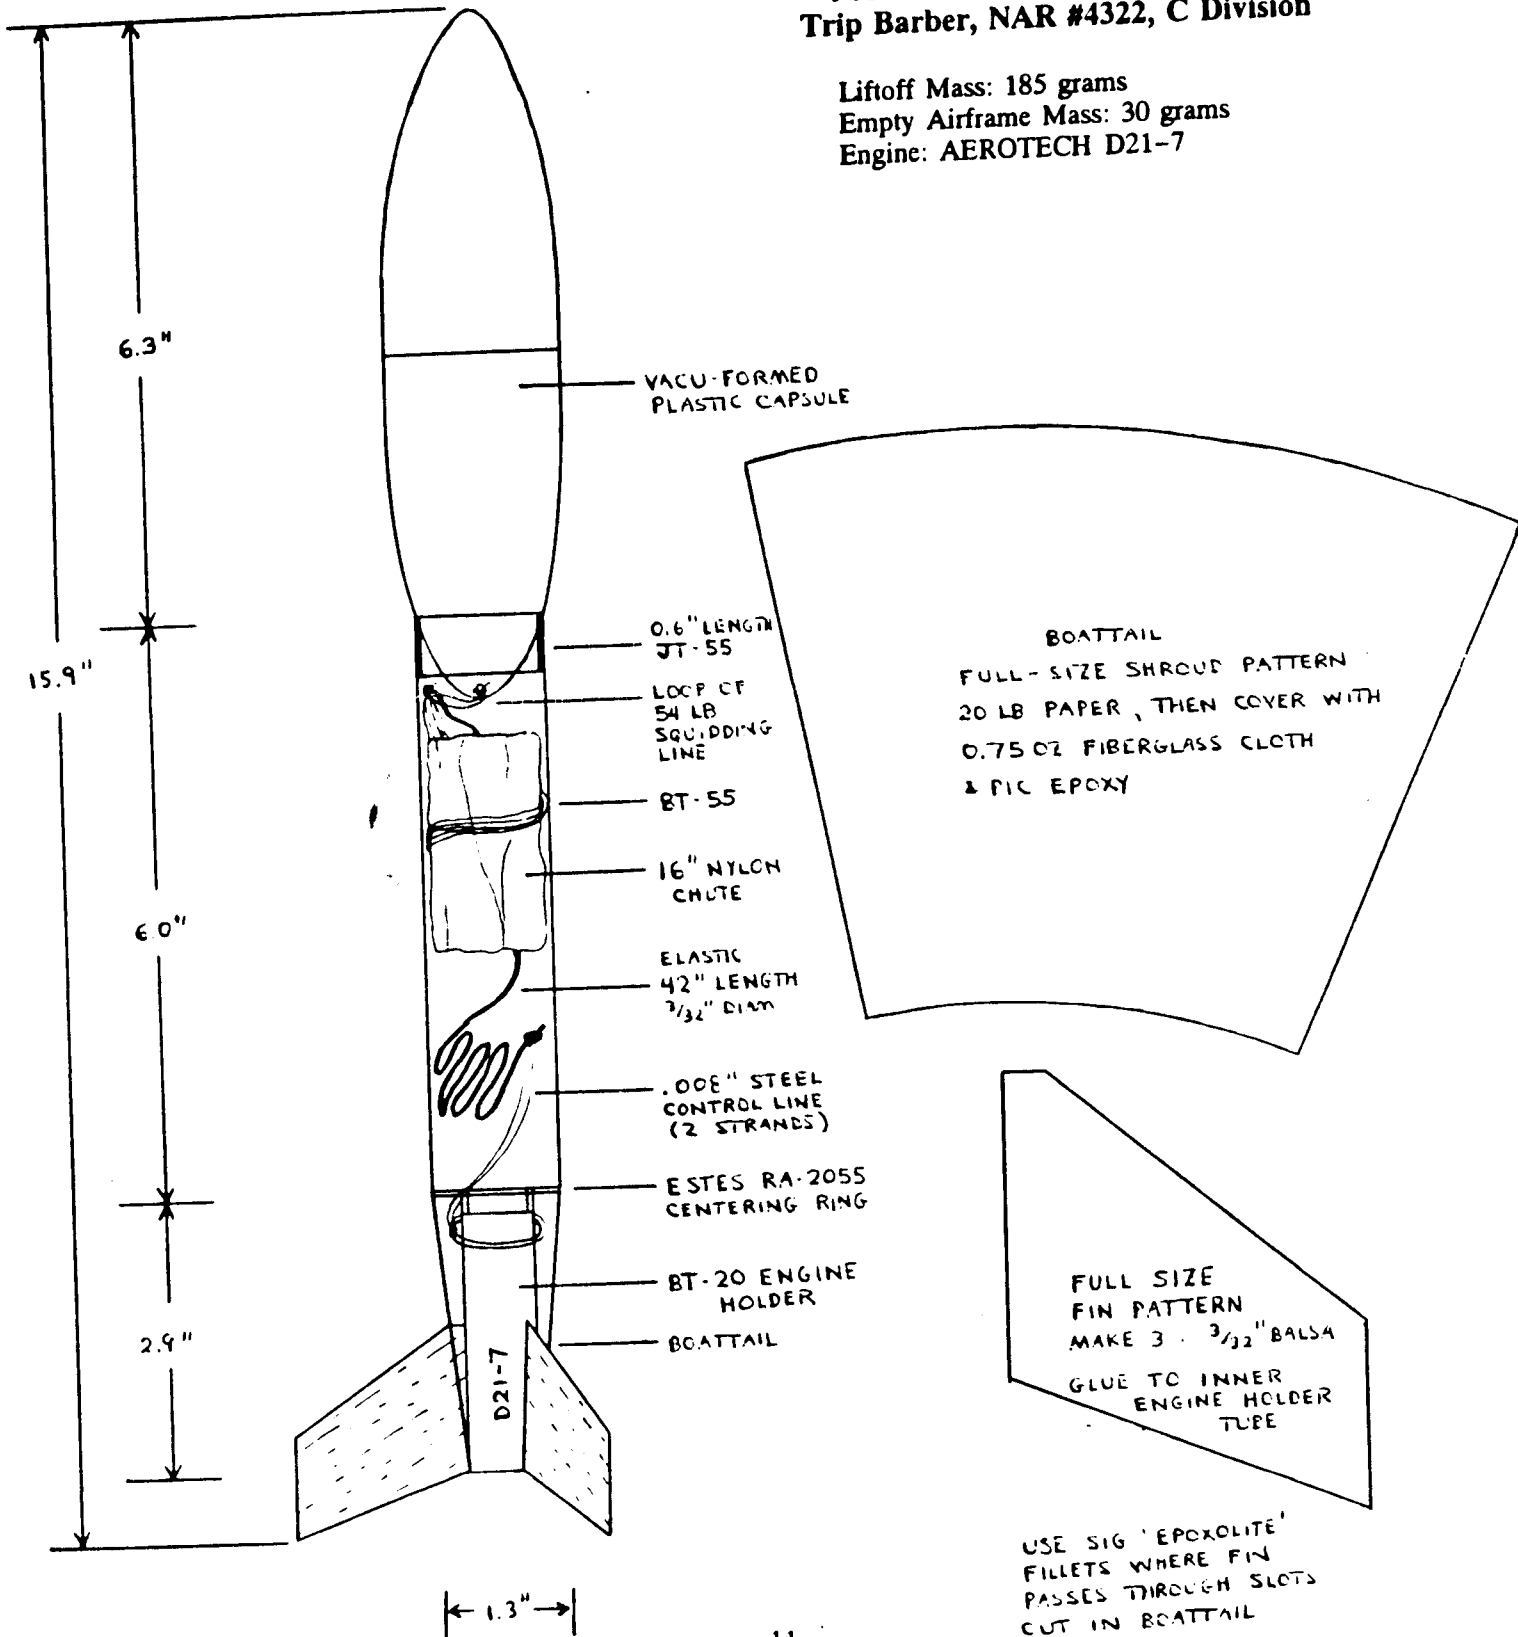 Trip Barber, NAR #4322, C Division
Liftoff Mass: 185 grams
Empty Airframe Mass: 30 grams
Engine: AEROTECH D21-7
6.3"
VACU-FORMED
PLASTIC CAPSULE
15.9"
0.6" LENGTH
JT-55
LOOP OF
54 LB
SQUIDDING
LINE
BT-55
16" NYLON
CHUTE
6.0"
ELASTIC
42" LENGTH
3/32" DIAM
.008" STEEL
CONTROL LINE
(2 STRANDS)
ESTES RA-2055
CENTERING RING
BT-20 ENGINE
HOLDER
BOATTAIL
2.9"
D21-7
1.3"
BOATTAIL
FULL-SIZE SHROUD PATTERN
20 LB PAPER, THEN COVER WITH
0.75 OZ FIBERGLASS CLOTH
& PIC EPOXY
FULL SIZE
FIN PATTERN
MAKE 3 - 3/32" BALSA
GLUE TO INNER
ENGINE HOLDER
TUBE
USE SIG 'EPOXOLITE'
FILLETS WHERE FIN
PASSES THROUGH SLOTS
CUT IN BOATTAIL